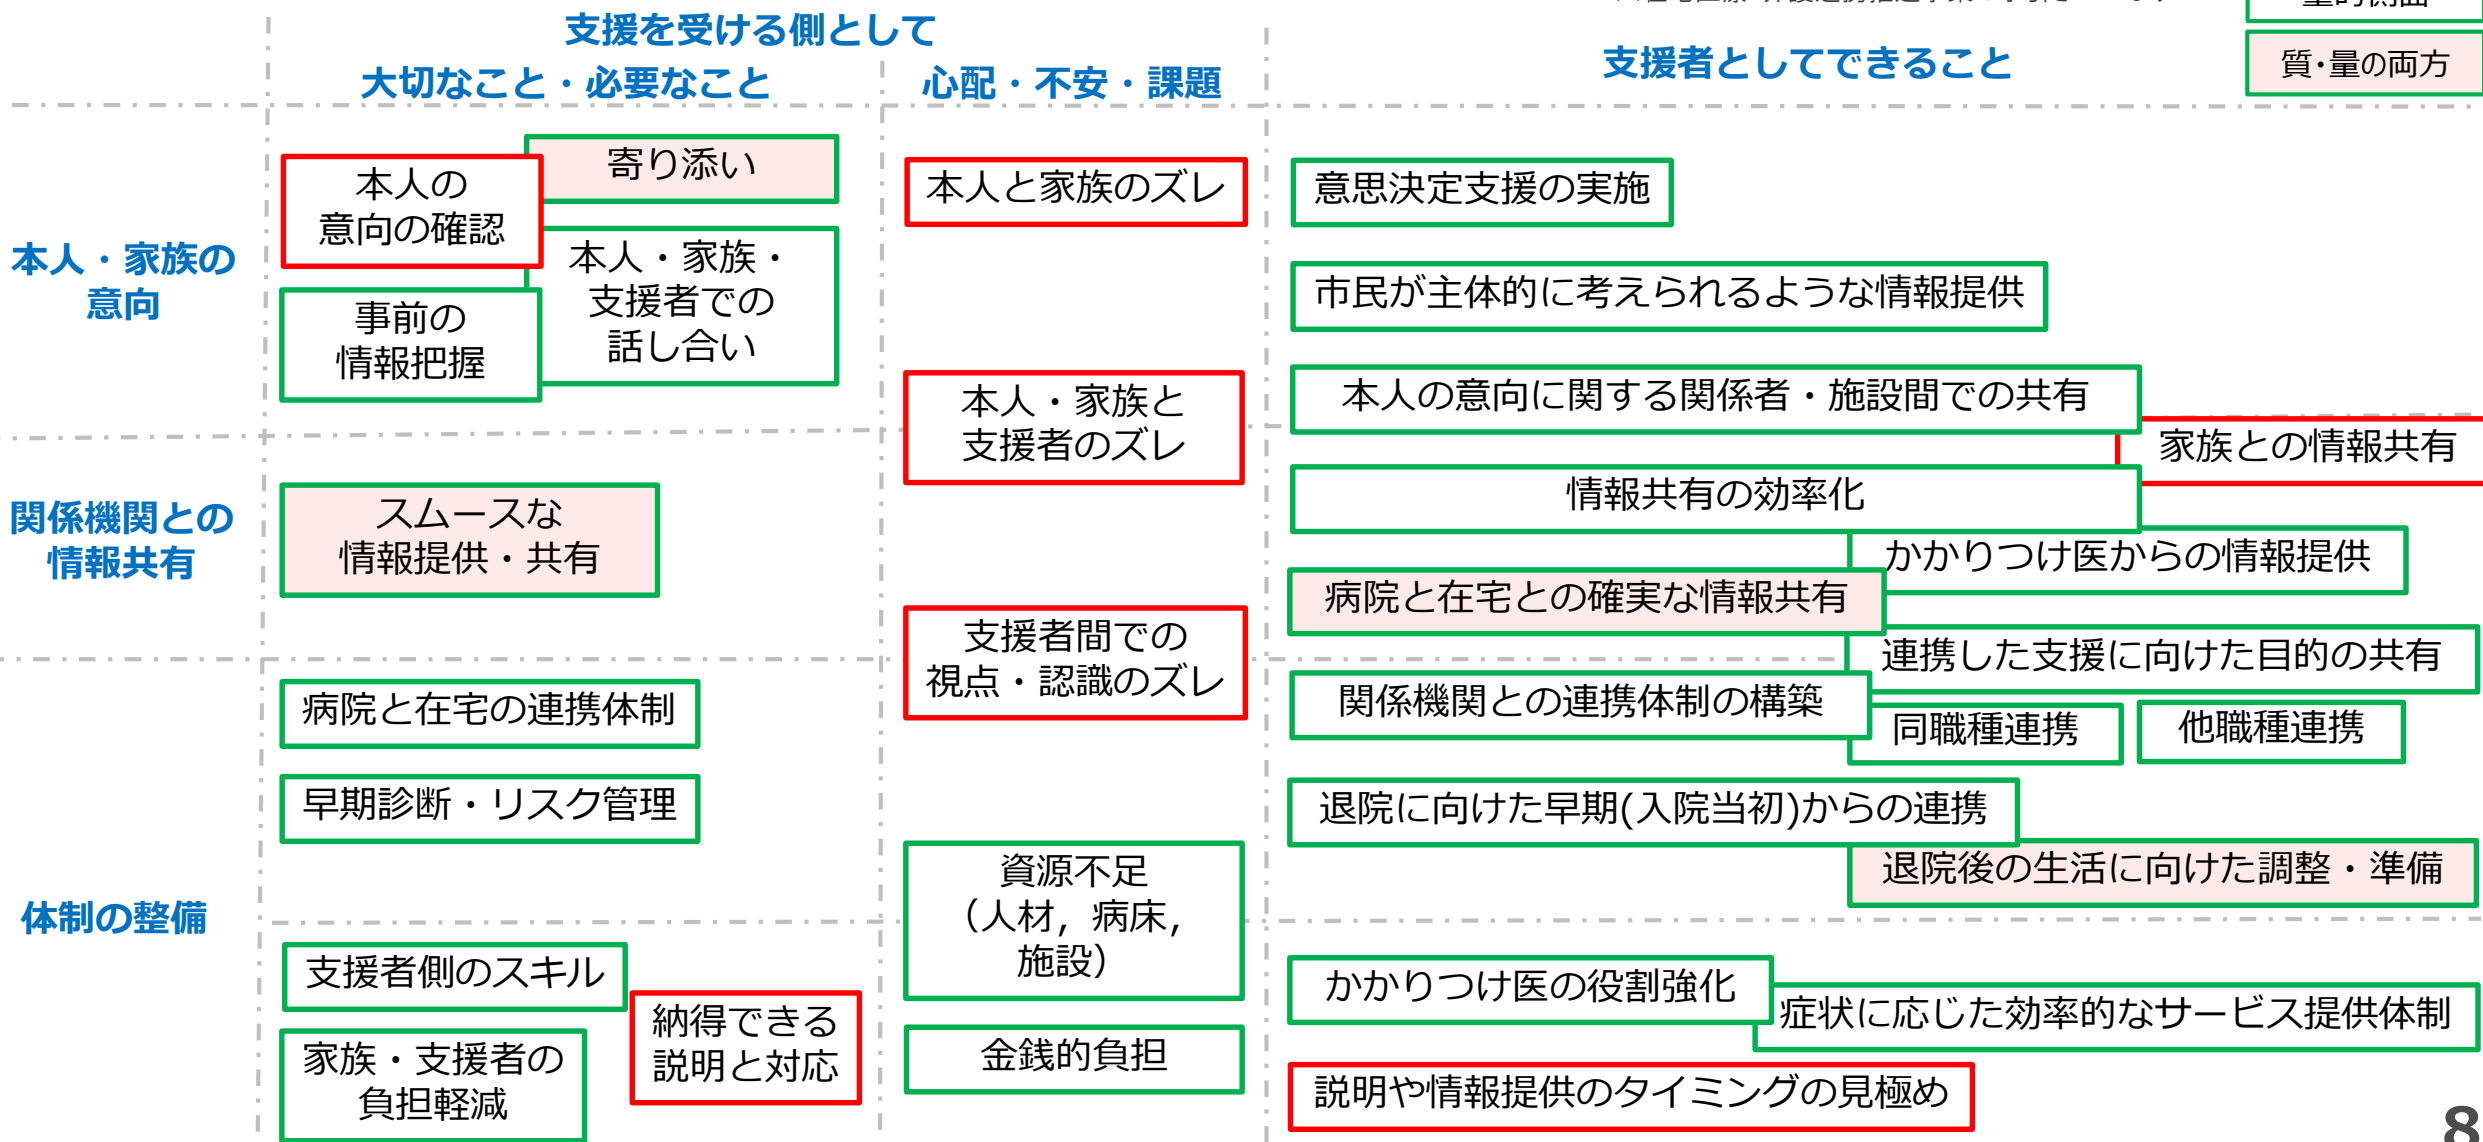 支援を受ける側として
大切なこと・必要なこと
心配・不安・課題
支援者としてできること
質・量の両方
本人・家族の
意向
本人の
意向の確認
寄り添い
事前の
情報把握
本人・家族・
支援者での
話し合い
本人と家族のズレ
本人・家族と
支援者のズレ
意思決定支援の実施
市民が主体的に考えられるような情報提供
本人の意向に関する関係者・施設間での共有
家族との情報共有
関係機関との
情報共有
スムースな
情報提供・共有
支援者間での
視点・認識のズレ
情報共有の効率化
かかりつけ医からの情報提供
病院と在宅との確実な情報共有
連携した支援に向けた目的の共有
関係機関との連携体制の構築
同職種連携
他職種連携
体制の整備
病院と在宅の連携体制
早期診断・リスク管理
支援者側のスキル
家族・支援者の
負担軽減
納得できる
説明と対応
資源不足
（人材，病床，
施設）
金銭的負担
退院に向けた早期(入院当初)からの連携
退院後の生活に向けた調整・準備
かかりつけ医の役割強化
症状に応じた効率的なサービス提供体制
説明や情報提供のタイミングの見極め
8